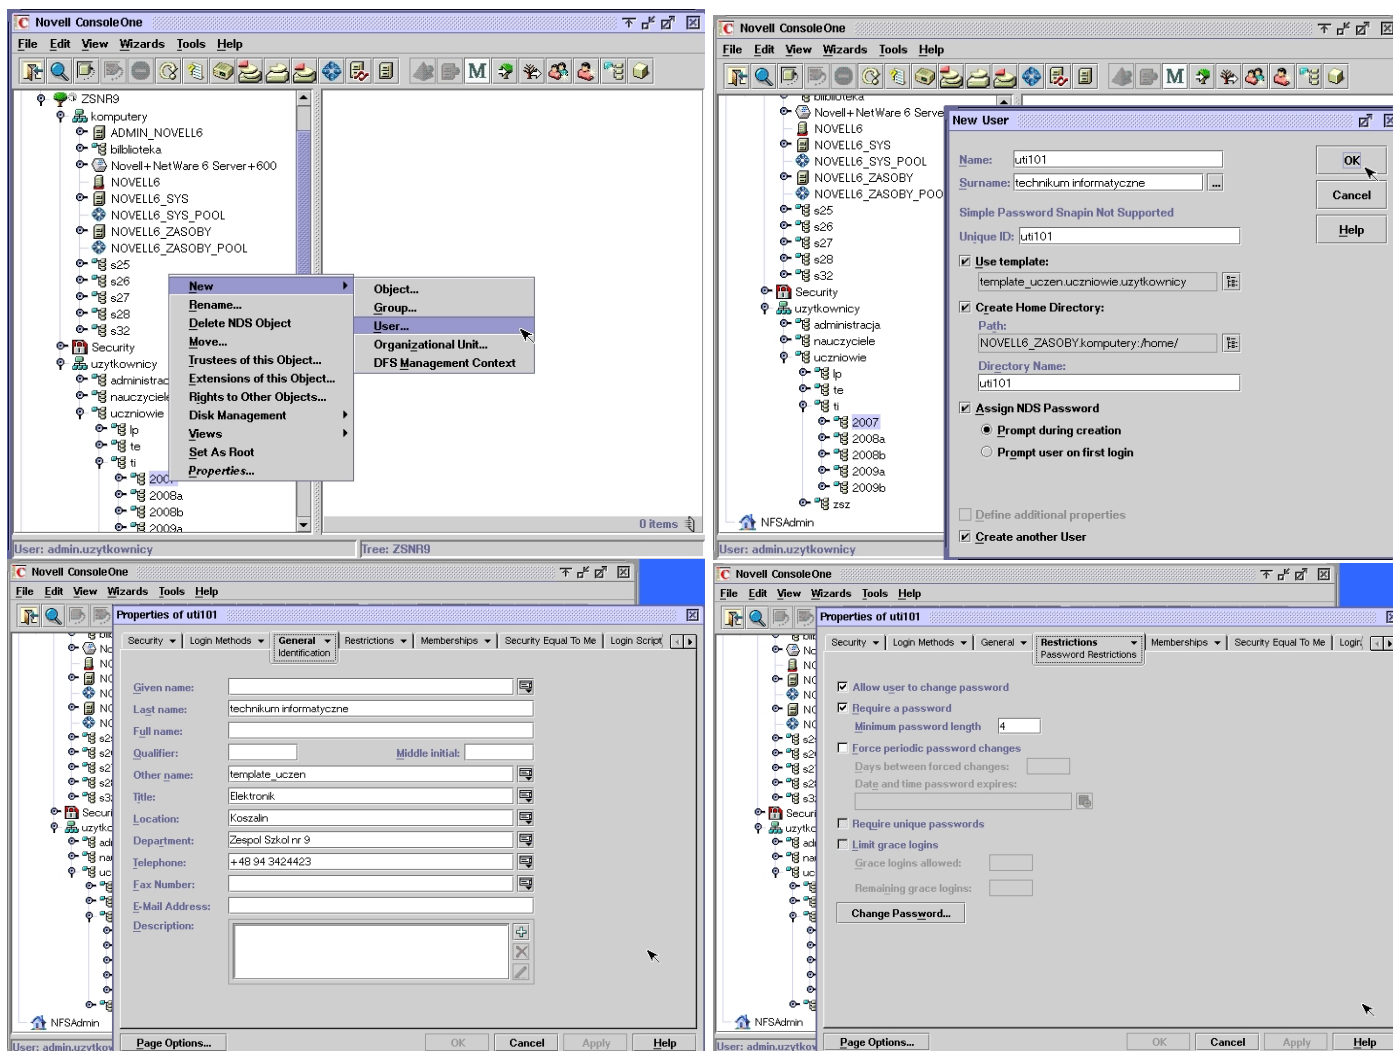 Novell ConsoleOne
File Edit View Wizards Tools Help
ZSNR9
komputery
ADMIN_NOVELL6
bilblioteka
Novell+NetWare 6 Server+600
NOVELL6
NOVELL6_SYS
NOVELL6_SYS_POOL
NOVELL6_ZASOBY
NOVELL6_ZASOBY_POOL
s25
s26
s27
s28
s32
Security
uzytkownicy
administrac
nauczyciele
uczniowie
lp
te
ti
2007
2008a
2008b
2009a
New
Rename...
Delete NDS Object
Move...
Trustees of this Object...
Extensions of this Object...
Rights to Other Objects...
Disk Management
Views
Set As Root
Properties...
Object...
Group...
User...
Organizational Unit...
DFS Management Context
0 items
User: admin.uzytkownicy
Tree: ZSNR9
Novell ConsoleOne
File Edit View Wizards Tools Help
bilblioteka
Novell+NetWare 6 Serve
NOVELL6
NOVELL6_SYS
NOVELL6_SYS_POOL
NOVELL6_ZASOBY
NOVELL6_ZASOBY_POO
s25
s26
s27
s28
s32
Security
uzytkownicy
administracja
nauczyciele
uczniowie
lp
te
ti
2007
2008a
2008b
2009a
2009b
zsz
NFSAdmin
User: admin.uzytkownicy
New User
Name: uti101
Surname: technikum informatyczne ...
Simple Password Snapin Not Supported
Unique ID: uti101
Use template:
template_uczen.uczniowie.uzytkownicy
Create Home Directory:
Path:
NOVELL6_ZASOBY.komputery:/home/
Directory Name:
uti101
Assign NDS Password
Prompt during creation
Prompt user on first login
Define additional properties
Create another User
OK
Cancel
Help
Novell ConsoleOne
File Edit View Wizards Tools Help
Properties of uti101
Security Login Methods General Restrictions Memberships Security Equal To Me Login Script
Identification
Given name:
Last name: technikum informatyczne
Full name:
Qualifier: Middle initial:
Other name: template_uczen
Title: Elektronik
Location: Koszalin
Department: Zespol Szkol nr 9
Telephone: +48 94 3424423
Fax Number:
E-Mail Address:
Description:
NFSAdmin
User: admin.uzytkov
Page Options... OK Cancel Apply Help
Novell ConsoleOne
File Edit View Wizards Tools Help
Properties of uti101
Security Login Methods General Restrictions Memberships Security Equal To Me Login
Password Restrictions
Allow user to change password
Require a password
Minimum password length 4
Force periodic password changes
Days between forced changes:
Date and time password expires:
Require unique passwords
Limit grace logins
Grace logins allowed:
Remaining grace logins:
Change Password...
NFSAdmin
User: admin.uzytkov
Page Options... OK Cancel Apply Help